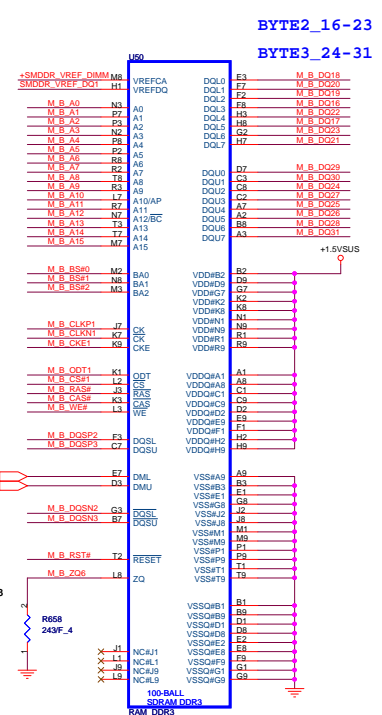 BYTE2_16-23
BYTE3_24-31
U50
+SMDDR_VREF_DIMM M8 VREFCA DQL0 E3 M_B_DQ18
SMDDR_VREF_DQ1 H1 VREFDQ DQL1 F7 M_B_DQ20
DQL2 F2 M_B_DQ19
M_B_A0 N3 A0 DQL3 F8 M_B_DQ16
M_B_A1 P7 A1 DQL4 H3 M_B_DQ22
M_B_A2 P3 A2 DQL5 H8 M_B_DQ17
M_B_A3 N2 A3 DQL6 G2 M_B_DQ23
M_B_A4 P8 A4 DQL7 H7 M_B_DQ21
M_B_A5 P2 A5
M_B_A6 R8 A6
M_B_A7 R2 A7 DQU0 D7 M_B_DQ29
M_B_A8 T8 A8 DQU1 C3 M_B_DQ30
M_B_A9 R3 A9 DQU2 C8 M_B_DQ24
M_B_A10 L7 A10/AP DQU3 C2 M_B_DQ27
M_B_A11 R7 A11 DQU4 A7 M_B_DQ25
M_B_A12 N7 A12/BC DQU5 A2 M_B_DQ26
M_B_A13 T3 A13 DQU6 B8 M_B_DQ28
M_B_A14 T7 A14 DQU7 A3 M_B_DQ31
M_B_A15 M7 A15
+1.5VSUS
M_B_BS#0 M2 BA0 VDD#B2 B2
M_B_BS#1 N8 BA1 VDD#D9 D9
M_B_BS#2 M3 BA2 VDD#G7 G7
VDD#K2 K2
VDD#K8 K8
VDD#N1 N1
M_B_CLKP1 J7 CK VDD#N9 N9
M_B_CLKN1 K7 CK VDD#R1 R1
M_B_CKE1 K9 CKE VDD#R9 R9
M_B_ODT1 K1 ODT VDDQ#A1 A1
M_B_CS#1 L2 CS VDDQ#A8 A8
M_B_RAS# J3 RAS VDDQ#C1 C1
M_B_CAS# K3 CAS VDDQ#C9 C9
M_B_WE# L3 WE VDDQ#D2 D2
VDDQ#E9 E9
VDDQ#F1 F1
M_B_DQSP2 F3 DQSL VDDQ#H2 H2
M_B_DQSP3 C7 DQSU VDDQ#H9 H9
E7 DML VSS#A9 A9
D3 DMU VSS#B3 B3
VSS#E1 E1
VSS#G8 G8
M_B_DQSN2 G3 DQSL VSS#J2 J2
M_B_DQSN3 B7 DQSU VSS#J8 J8
VSS#M1 M1
VSS#M9 M9
VSS#P1 P1
M_B_RST# T2 RESET VSS#P9 P9
VSS#T1 T1
M_B_ZQ6 L8 ZQ VSS#T9 T9
VSSQ#B1 B1
VSSQ#B9 B9
VSSQ#D1 D1
VSSQ#D8 D8
VSSQ#E2 E2
J1 NC#J1 VSSQ#E8 E8
L1 NC#L1 VSSQ#F9 F9
J9 NC#J9 VSSQ#G1 G1
L9 NC#L9 VSSQ#G9 G9
2
R658
243/F_4
1
100-BALL
SDRAM DDR3
RAM_DDR3